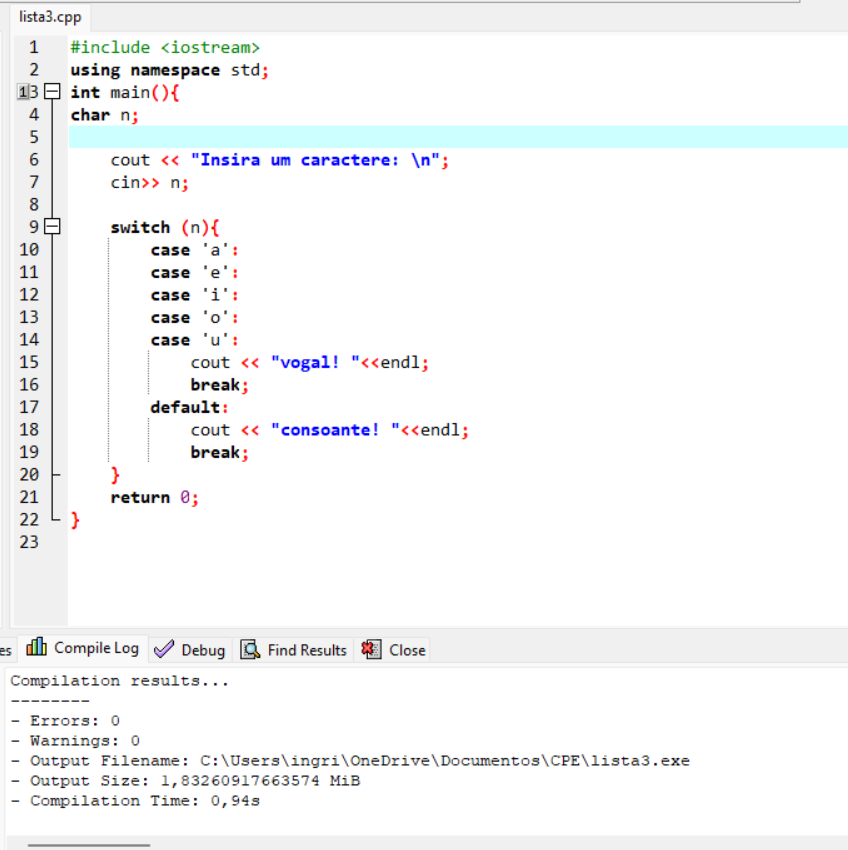 lista3.cpp
1 #include <iostream>
2 using namespace std;
13 int main(){
4 char n;
5
6 cout << "Insira um caractere: \n";
7 cin>> n;
8
9 switch (n){
10 case 'a':
11 case 'e':
12 case 'i':
13 case 'o':
14 case 'u':
15 cout << "vogal! "<<endl;
16 break;
17 default:
18 cout << "consoante! "<<endl;
19 break;
20 }
21 return 0;
22 }
23
es Compile Log Debug Find Results Close
Compilation results...
--------
- Errors: 0
- Warnings: 0
- Output Filename: C:\Users\ingri\OneDrive\Documentos\CPE\lista3.exe
- Output Size: 1,83260917663574 MiB
- Compilation Time: 0,94s